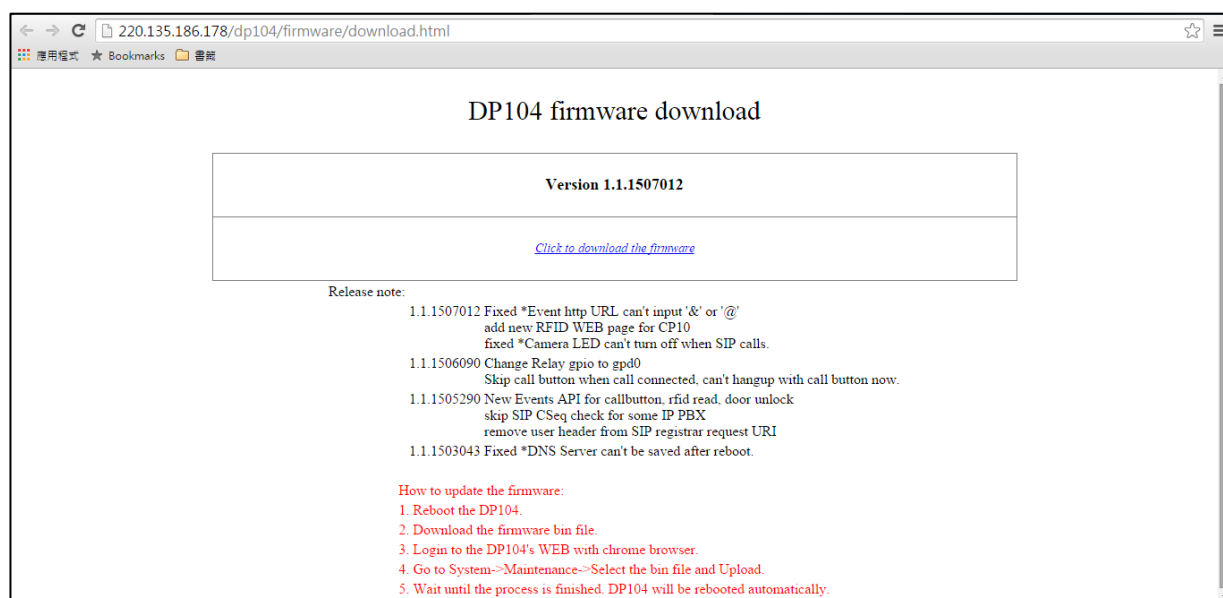 220.135.186.178/dp104/firmware/download.html
應用程式 Bookmarks 書籤
DP104 firmware download
Version 1.1.1507012
Click to download the firmware
Release note:
1.1.1507012 Fixed *Event http URL can't input '&' or '@'
add new RFID WEB page for CP10
fixed *Camera LED can't turn off when SIP calls.
1.1.1506090 Change Relay gpio to gpd0
Skip call button when call connected, can't hangup with call button now.
1.1.1505290 New Events API for callbutton, rfid read, door unlock
skip SIP CSeq check for some IP PBX
remove user header from SIP registrar request URI
1.1.1503043 Fixed *DNS Server can't be saved after reboot.
How to update the firmware:
1. Reboot the DP104.
2. Download the firmware bin file.
3. Login to the DP104's WEB with chrome browser.
4. Go to System->Maintenance->Select the bin file and Upload.
5. Wait until the process is finished. DP104 will be rebooted automatically.